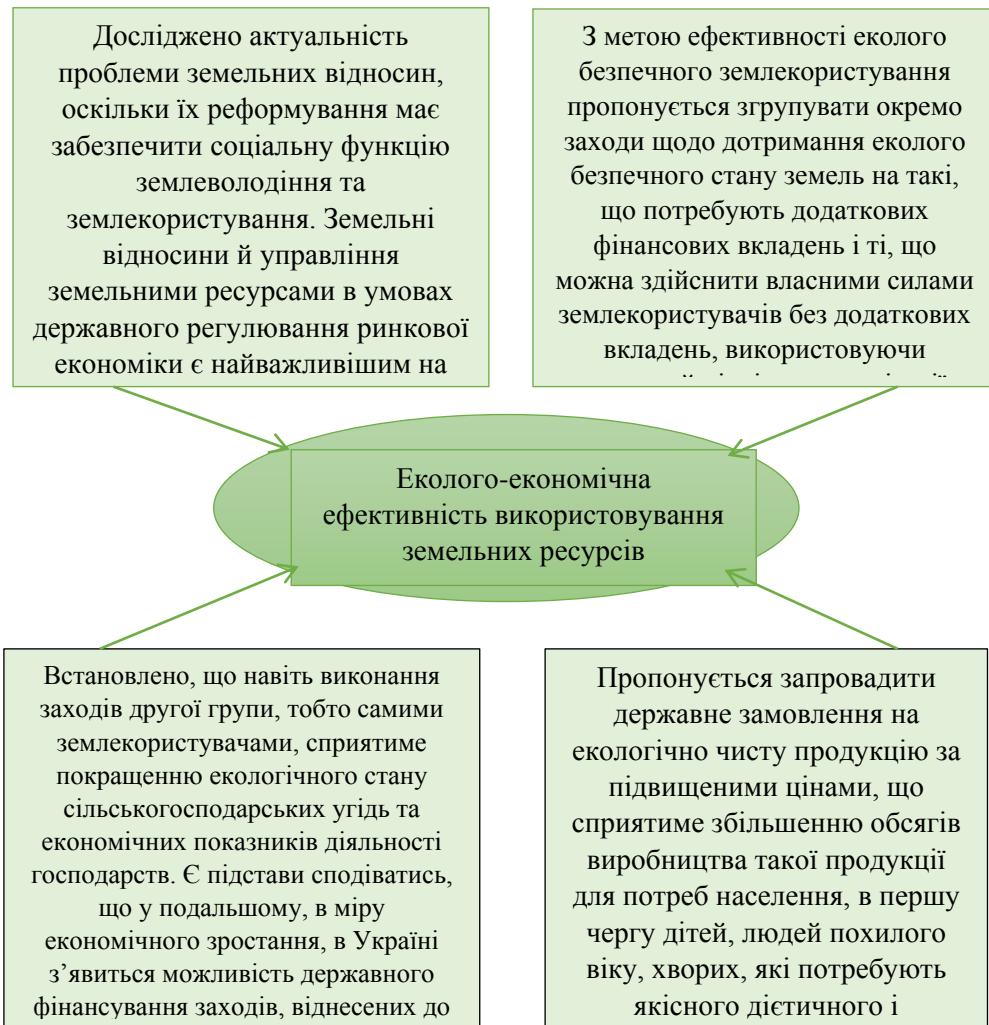 Досліджено актуальність
проблеми земельних відносин,
оскільки їх реформування має
забезпечити соціальну функцію
землеволодіння та
землекористування. Земельні
відносини й управління
земельними ресурсами в умовах
державного регулювання ринкової
економіки є найважливішим на
З метою ефективності еколого
безпечного землекористування
пропонується згрупувати окремо
заходи щодо дотримання еколого
безпечного стану земель на такі,
що потребують додаткових
фінансових вкладень і ті, що
можна здійснити власними силами
землекористувачів без додаткових
вкладень, використовуючи
Еколого-економічна
ефективність використовування
земельних ресурсів
Встановлено, що навіть виконання
заходів другої групи, тобто самими
землекористувачами, сприятиме
покращенню екологічного стану
сільськогосподарських угідь та
економічних показників діяльності
господарств. Є підстави сподіватись,
що у подальшому, в міру
економічного зростання, в Україні
з’явиться можливість державного
фінансування заходів, віднесених до
Пропонується запровадити
державне замовлення на
екологічно чисту продукцію за
підвищеними цінами, що
сприятиме збільшенню обсягів
виробництва такої продукції
для потреб населення, в першу
чергу дітей, людей похилого
віку, хворих, які потребують
якісного дієтичного і